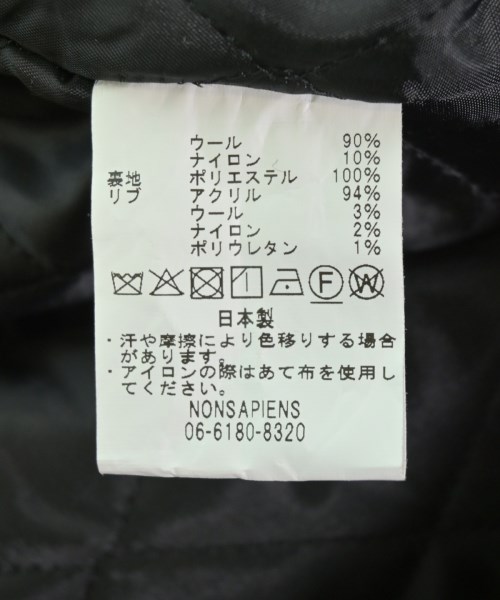 ウール 90%
ナイロン 10%
裏地 ポリエステル 100%
リブ アクリル 94%
ウール 3%
ナイロン 2%
ポリウレタン 1%
F W
日本製
・汗や摩擦により色移りする場合
があります。
・アイロンの際はあて布を使用し
てください。
NONSAPIENS
06-6180-8320